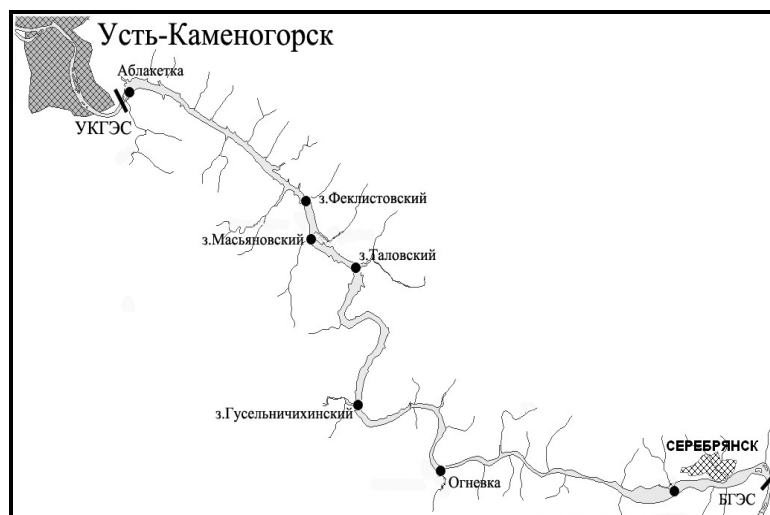 Усть-Каменогорск
Аблакетка
УКГЭС
з.Феклистовский
з.Масьяновский
з.Таловский
з.Гусельничихинский
СЕРЕБРЯНСК
Огневка
БГЭС